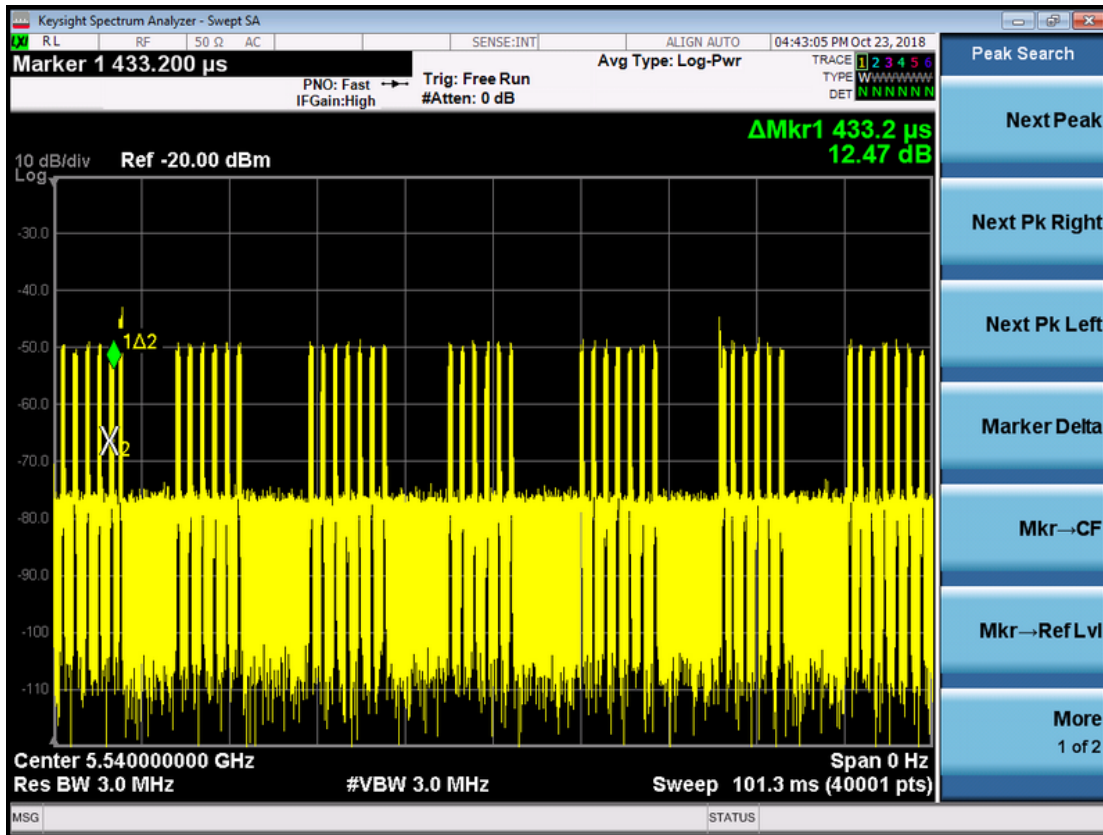 Keysight Spectrum Analyzer - Swept SA
LXI RL RF 50 Ω AC SENSE:INT ALIGN AUTO 04:43:05 PM Oct 23, 2018
Marker 1 433.200 μs
PNO: Fast
IFGain:High
Trig: Free Run
#Atten: 0 dB
Avg Type: Log-Pwr
TRACE 1 2 3 4 5 6
TYPE WWWWWW
DET N N N N N N
ΔMkr1 433.2 μs
12.47 dB
10 dB/div Ref -20.00 dBm
Log
-30.0
-40.0
-50.0
1Δ2
-60.0
2
-70.0
-80.0
-90.0
-100
-110
Center 5.540000000 GHz Span 0 Hz
Res BW 3.0 MHz #VBW 3.0 MHz Sweep 101.3 ms (40001 pts)
MSG STATUS
Peak Search
Next Peak
Next Pk Right
Next Pk Left
Marker Delta
Mkr→CF
Mkr→Ref Lvl
More
1 of 2